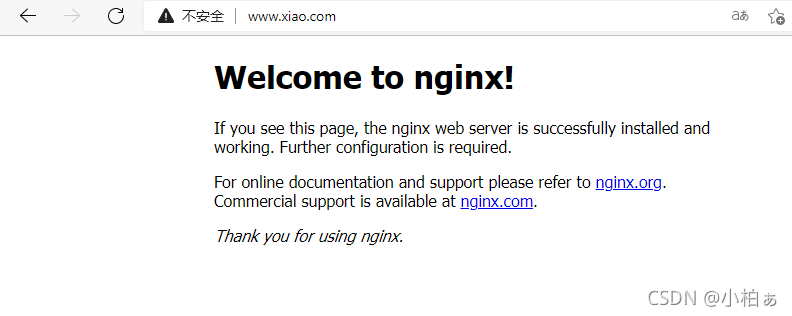 不安全 www.xiao.com aあ
Welcome to nginx!
If you see this page, the nginx web server is successfully installed and
working. Further configuration is required.
For online documentation and support please refer to nginx.org.
Commercial support is available at nginx.com.
Thank you for using nginx.
CSDN @小柏ぁ